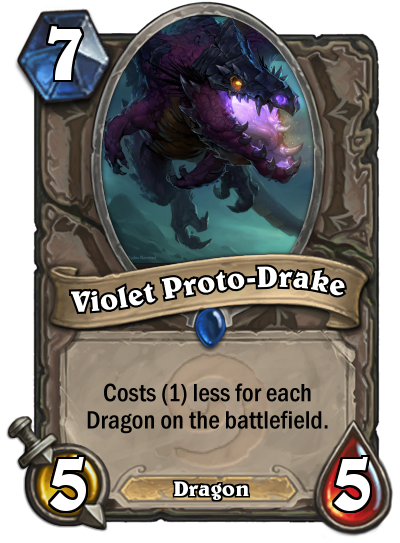 7
Violet Proto-Drake
Costs (1) less for each
Dragon on the battlefield.
5
Dragon
5